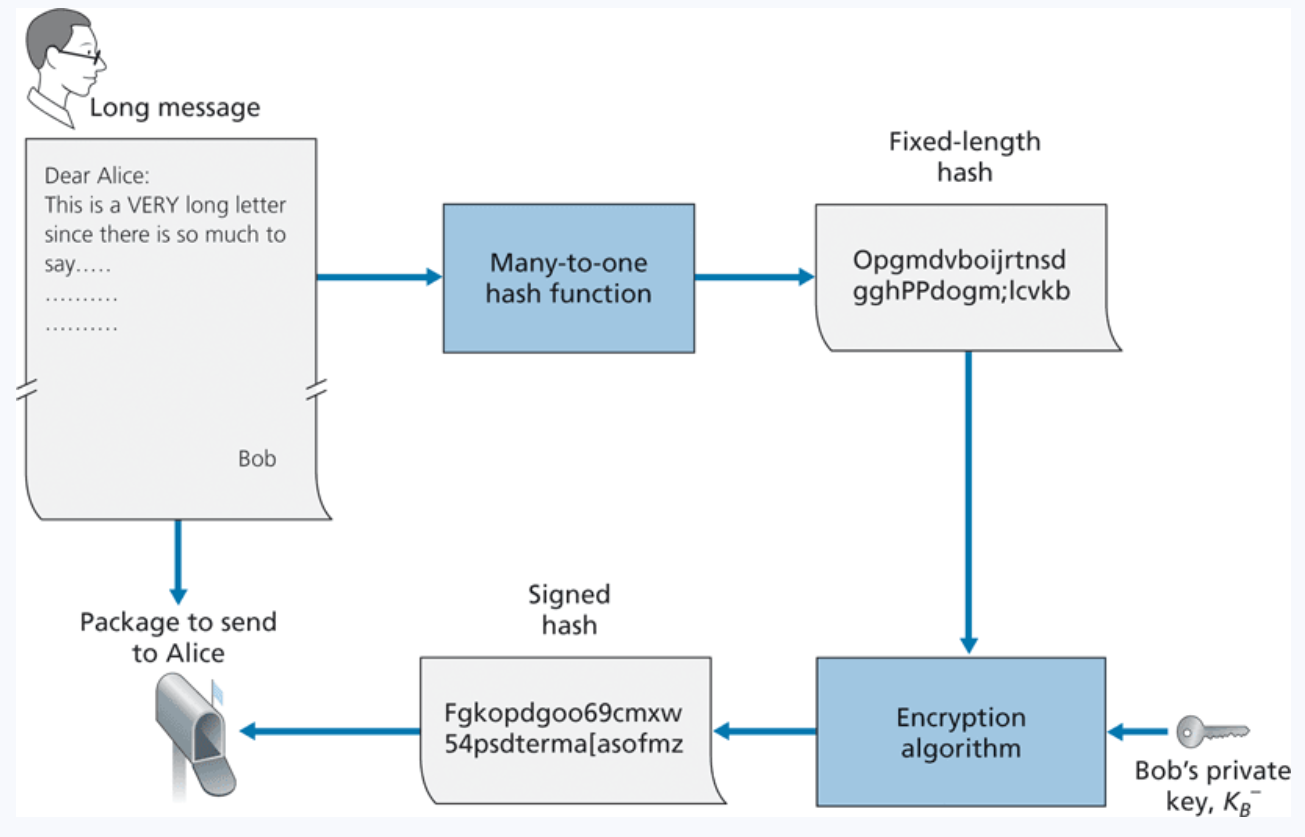 Long message
Dear Alice:
This is a VERY long letter
since there is so much to
say.....
..........
..........
Bob
Many-to-one
hash function
Fixed-length
hash
Opgmdvboijrtnsd
gghPPdogm;lcvkb
Package to send
to Alice
Signed
hash
Fgkopdgoo69cmxw
54psdterma[asofmz
Encryption
algorithm
Bob's private
key, K_B⁻